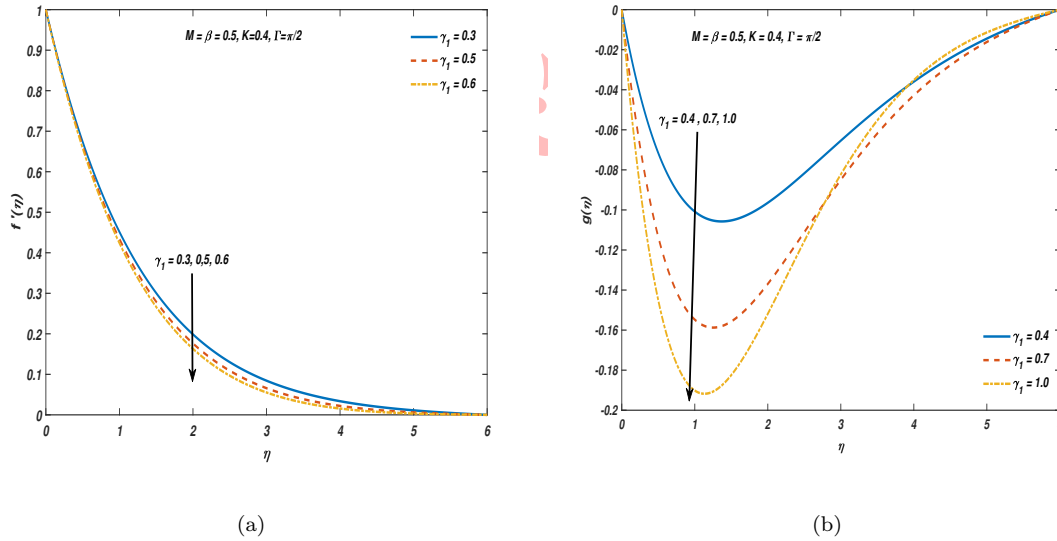 M = β = 0.5, K=0.4, Γ=π/2
γ1 = 0.3
γ1 = 0.5
γ1 = 0.6
γ1 = 0.3, 0,5, 0.6
1
0.9
0.8
0.7
0.6
0.5
0.4
0.3
0.2
0.1
0
f ′(η)
0 1 2 3 4 5 6
η
(a)
M = β = 0.5, K = 0.4, Γ = π/2
γ1 = 0.4 , 0.7, 1.0
0
-0.02
-0.04
-0.06
-0.08
-0.1
-0.12
-0.14
-0.16
-0.18
-0.2
g(η)
γ1 = 0.4
γ1 = 0.7
γ1 = 1.0
0 1 2 3 4 5
η
(b)